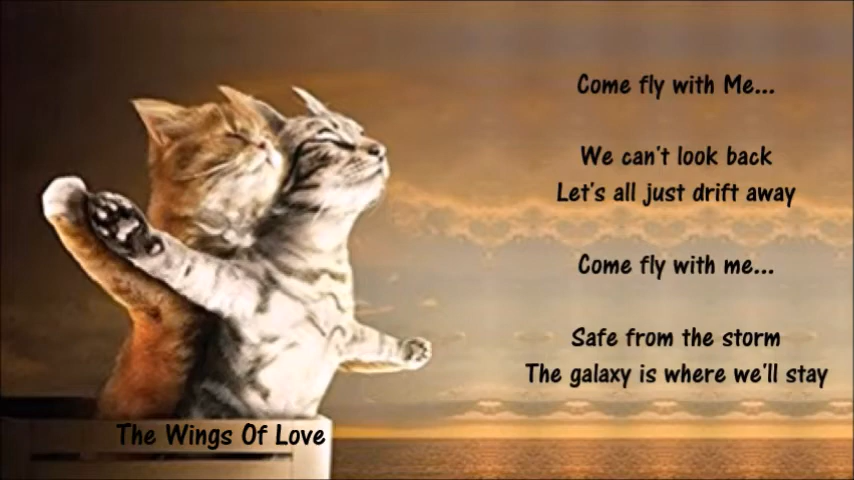 Come fly with Me...
We can't look back
Let's all just drift away
Come fly with me...
Safe from the storm
The galaxy is where we'll stay
The Wings Of Love